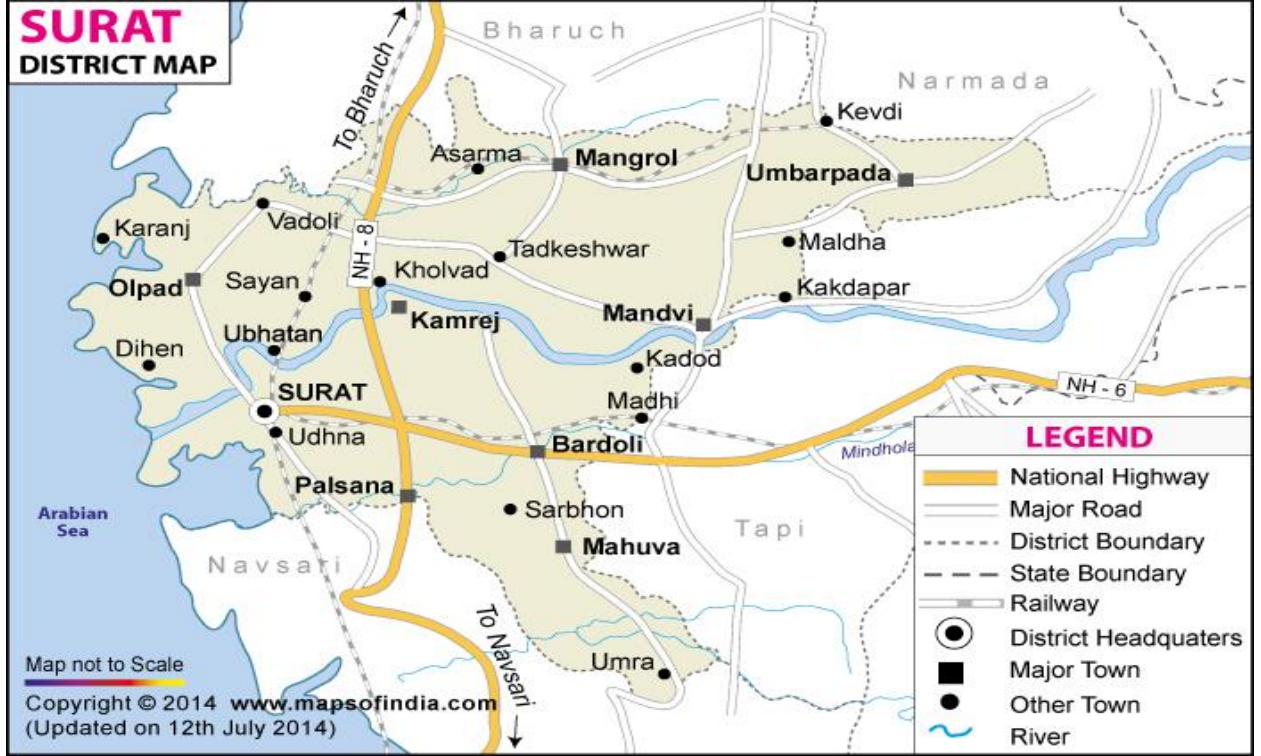 SURAT
DISTRICT MAP
To Bharuch
Bharuch
Narmada
Kevdi
Asarma
Mangrol
Umbarpada
Karanj
Vadoli
NH - 8
Tadkeshwar
Maldha
Olpad
Sayan
Kholvad
Kakdapar
Kamrej
Mandvi
Ubhatan
Dihen
Kadod
SURAT
NH - 6
Madhi
Udhna
Bardoli
Mindhola
Palsana
Arabian
Sea
Sarbhon
Tapi
Mahuva
Navsari
To Navsari
Umra
LEGEND
National Highway
Major Road
District Boundary
State Boundary
Railway
District Headquaters
Major Town
Other Town
River
Map not to Scale
Copyright © 2014 www.mapsofindia.com
(Updated on 12th July 2014)